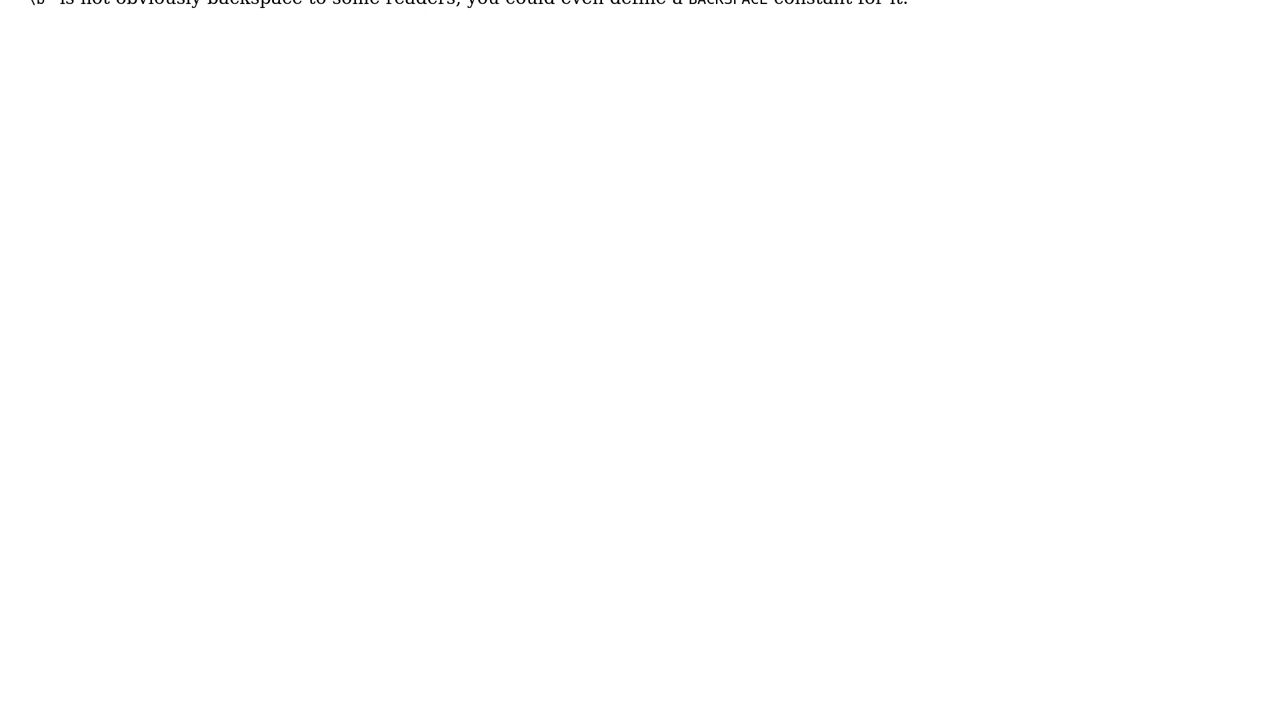 \b" is not obviously backspace to some readers, you could even define a BACKSPACE constant for it.